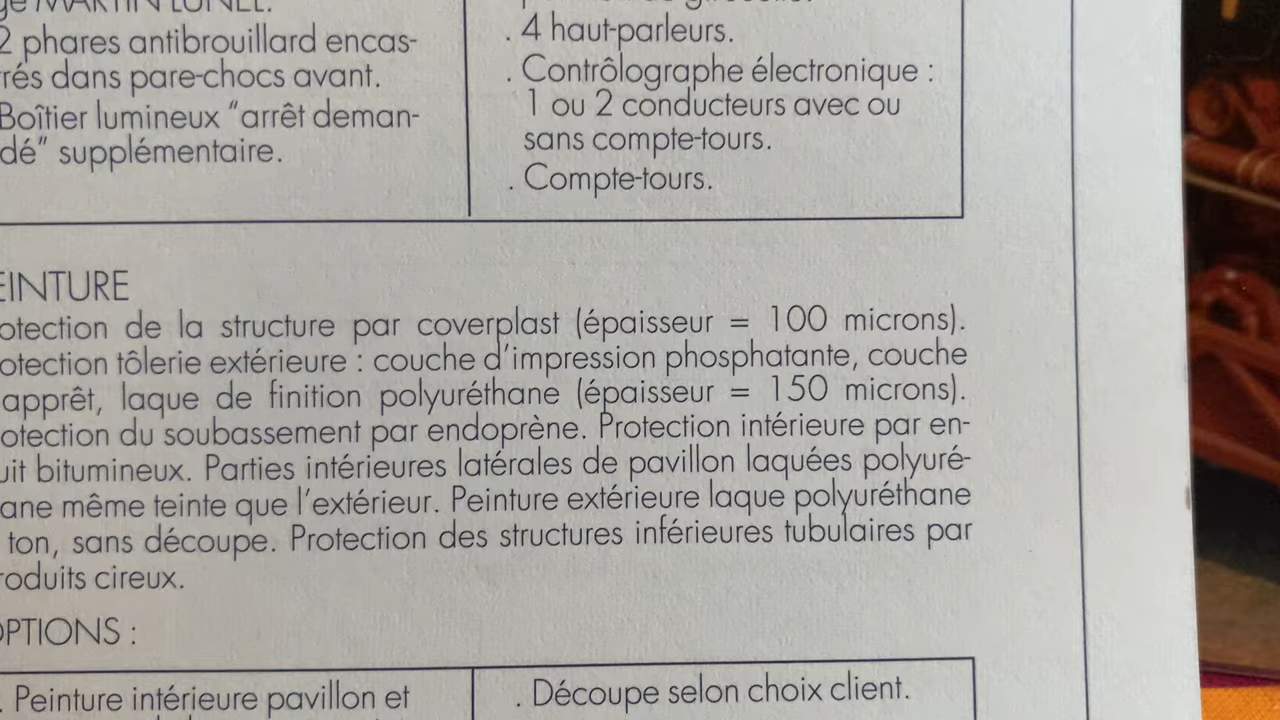 MARTIN LUNEL.
2 phares antibrouillard encas-
trés dans pare-chocs avant.
Boîtier lumineux "arrêt deman-
dé" supplémentaire.
. 4 haut-parleurs.
. Contrôlographe électronique :
1 ou 2 conducteurs avec ou
sans compte-tours.
. Compte-tours.
EINTURE
otection de la structure par coverplast (épaisseur = 100 microns).
otection tôlerie extérieure : couche d'impression phosphatante, couche
apprêt, laque de finition polyuréthane (épaisseur = 150 microns).
otection du soubassement par endoprène. Protection intérieure par en-
uit bitumineux. Parties intérieures latérales de pavillon laquées polyuré-
ane même teinte que l'extérieur. Peinture extérieure laque polyuréthane
ton, sans découpe. Protection des structures inférieures tubulaires par
roduits cireux.
OPTIONS :
. Peinture intérieure pavillon et
. Découpe selon choix client.